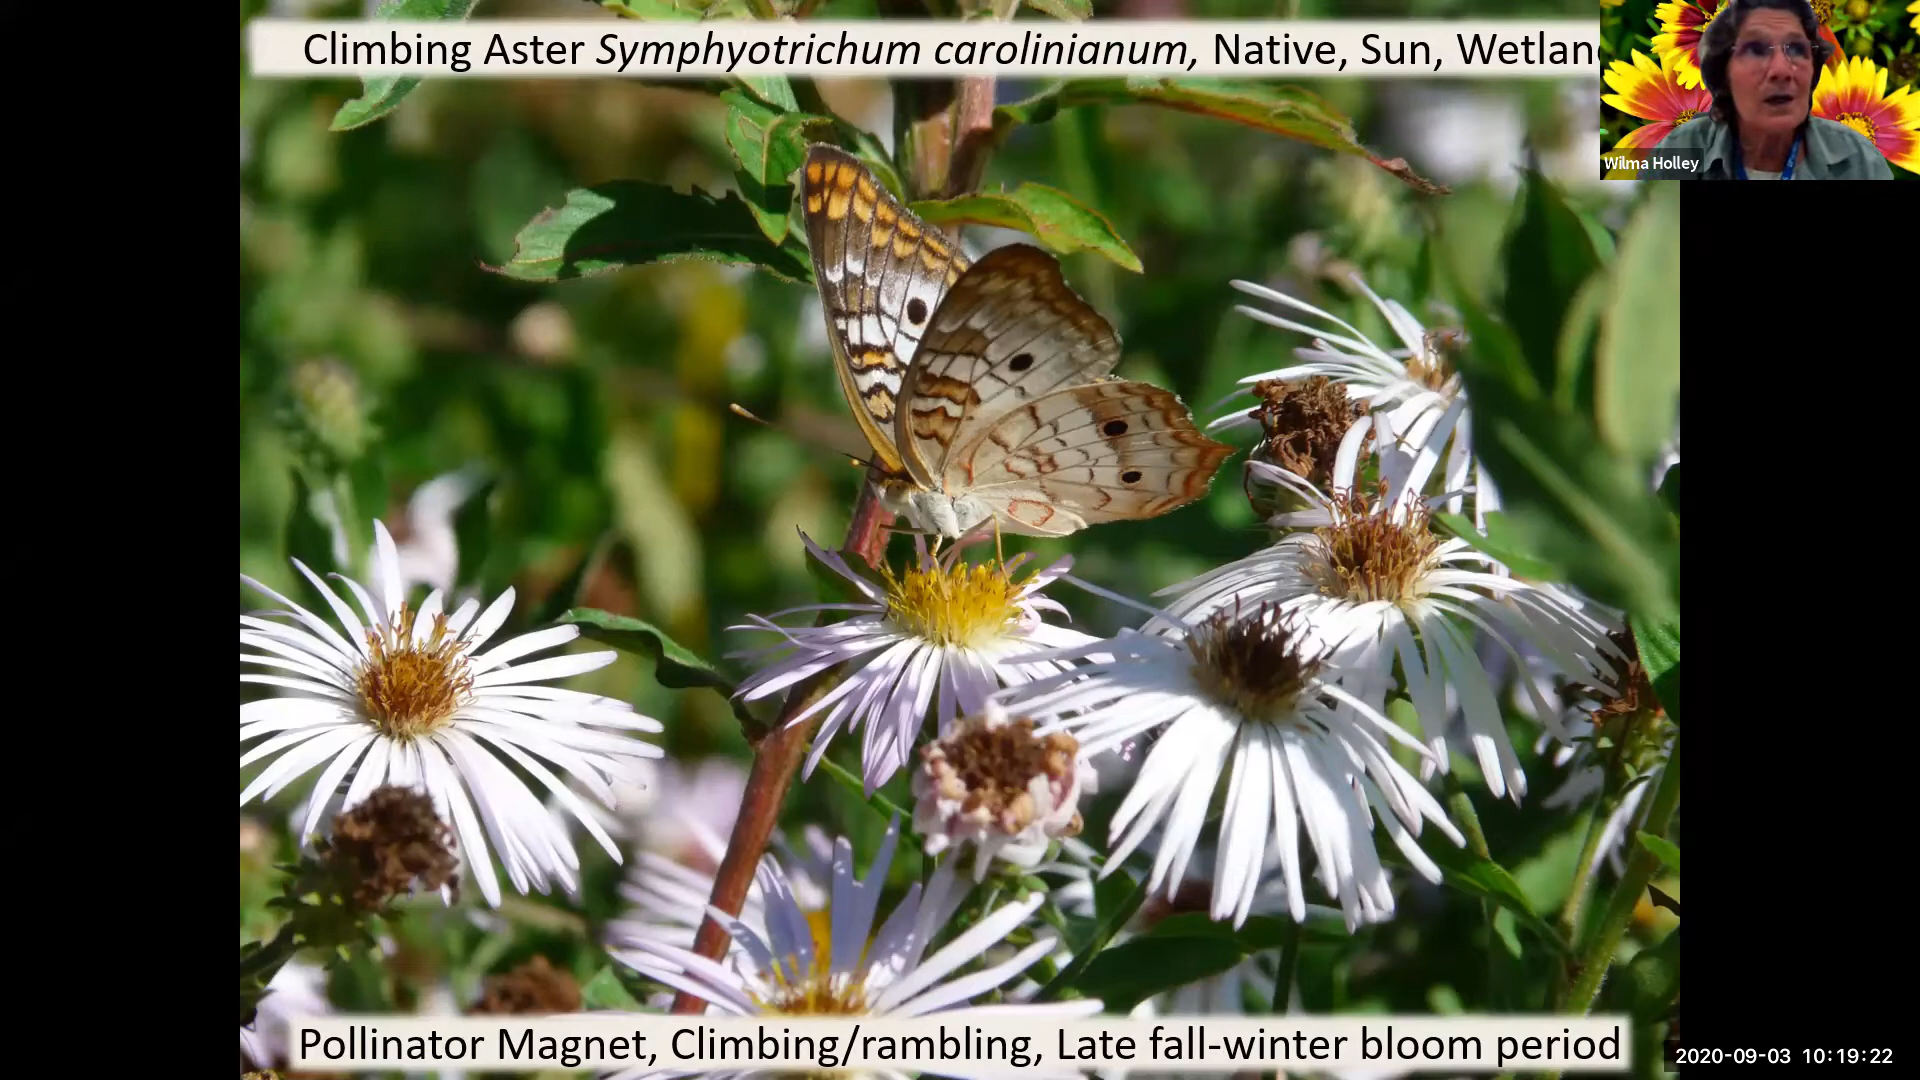 Climbing Aster Symphyotrichum carolinianum, Native, Sun,
Wilma Holley
Pollinator Magnet, Climbing/rambling, Late fall-winter bloom period
2020-09-03 10:19:22